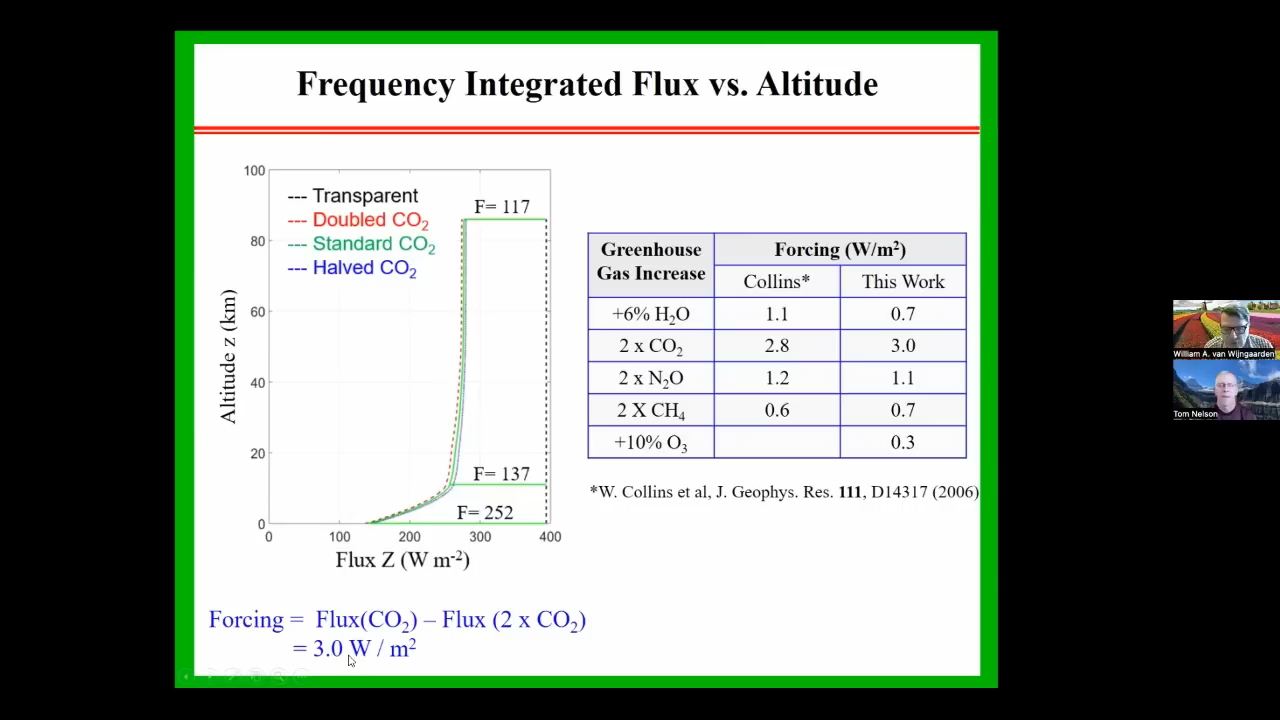 Frequency Integrated Flux vs. Altitude
100
80
60
40
20
0
0 100 200 300 400
Altitude z (km)
Flux Z (W m-2)
--- Transparent
--- Doubled CO2
--- Standard CO2
--- Halved CO2
F= 117
F= 137
F= 252
Greenhouse Gas Increase
Forcing (W/m2)
Collins* This Work
+6% H2O 1.1 0.7
2 x CO2 2.8 3.0
2 x N2O 1.2 1.1
2 X CH4 0.6 0.7
+10% O3 0.3
*W. Collins et al, J. Geophys. Res. 111, D14317 (2006)
Forcing = Flux(CO2) – Flux (2 x CO2)
= 3.0 W / m2
William A. van Wijngaarden
Tom Nelson